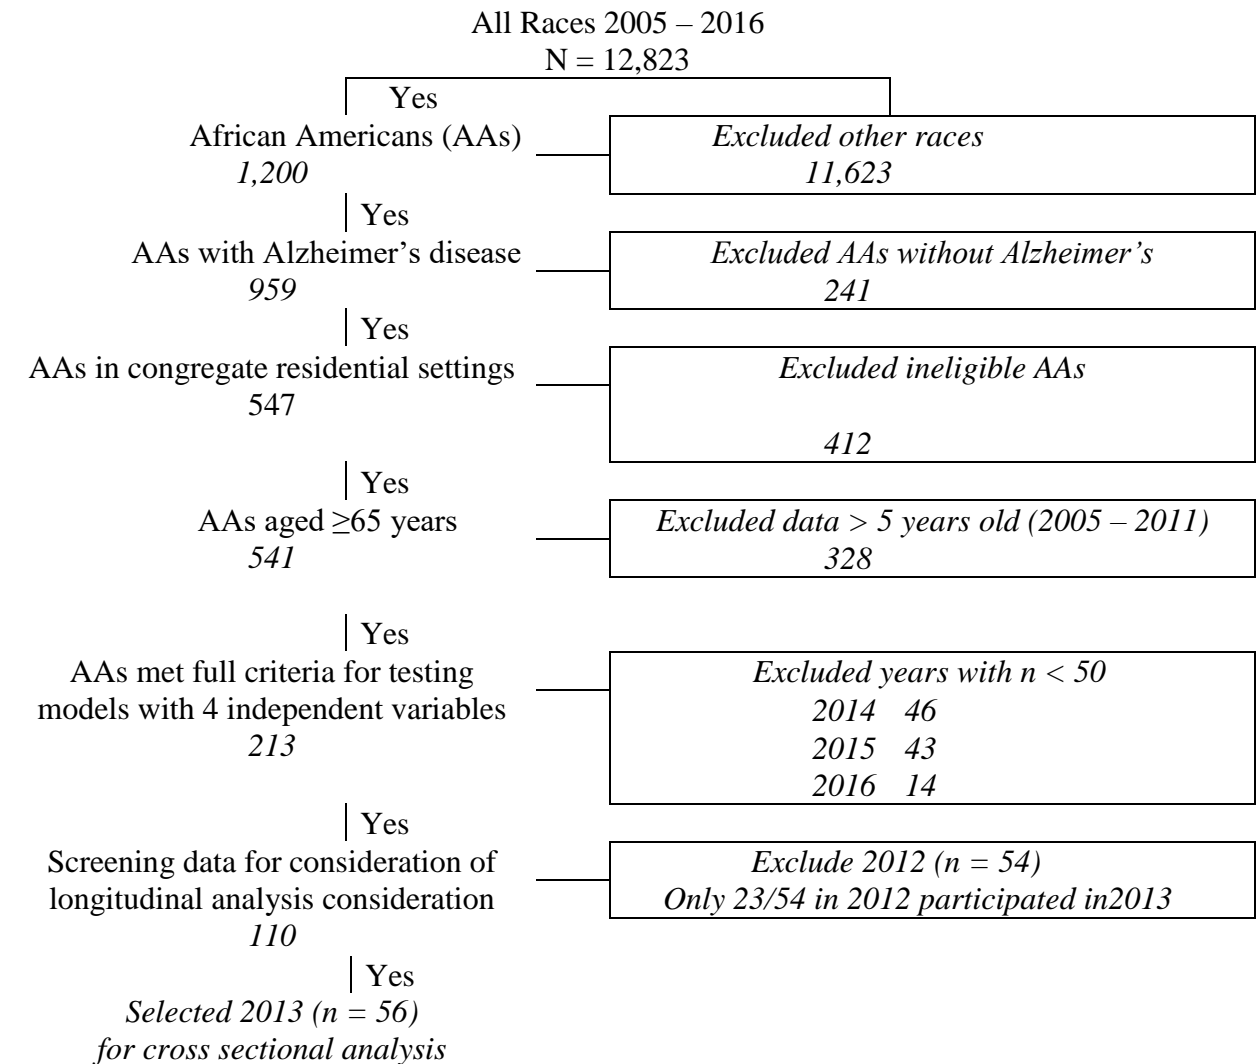 All Races 2005 – 2016
N = 12,823
Yes
African Americans (AAs)
1,200
Excluded other races
11,623
Yes
AAs with Alzheimer’s disease
959
Excluded AAs without Alzheimer’s
241
Yes
AAs in congregate residential settings
547
Excluded ineligible AAs
412
Yes
AAs aged ≥65 years
541
Excluded data > 5 years old (2005 – 2011)
328
Yes
AAs met full criteria for testing
models with 4 independent variables
213
Excluded years with n < 50
2014 46
2015 43
2016 14
Yes
Screening data for consideration of
longitudinal analysis consideration
110
Exclude 2012 (n = 54)
Only 23/54 in 2012 participated in2013
Yes
Selected 2013 (n = 56)
for cross sectional analysis